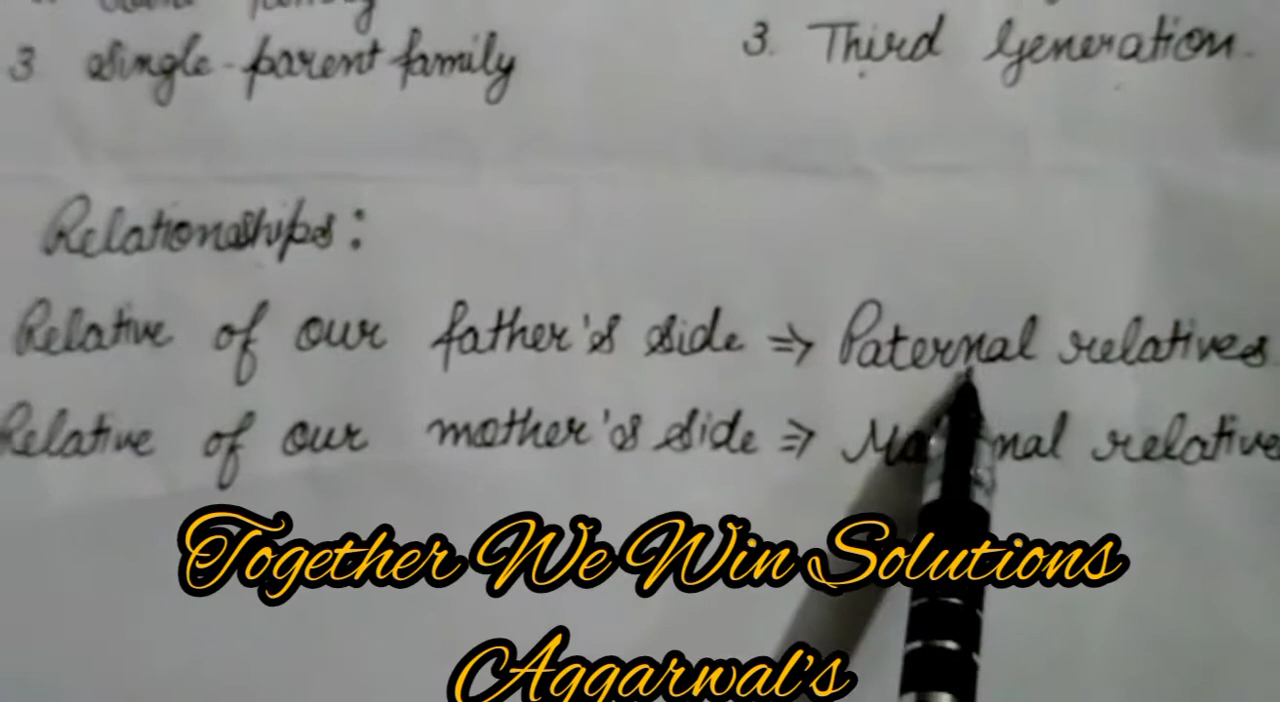 3 Single-parent family
3. Third Generation
Relationships:
Relative of our father's side ⇒ Paternal relatives
Relative of our mother's side ⇒ relative
Together We Win Solutions
Aggarwal's